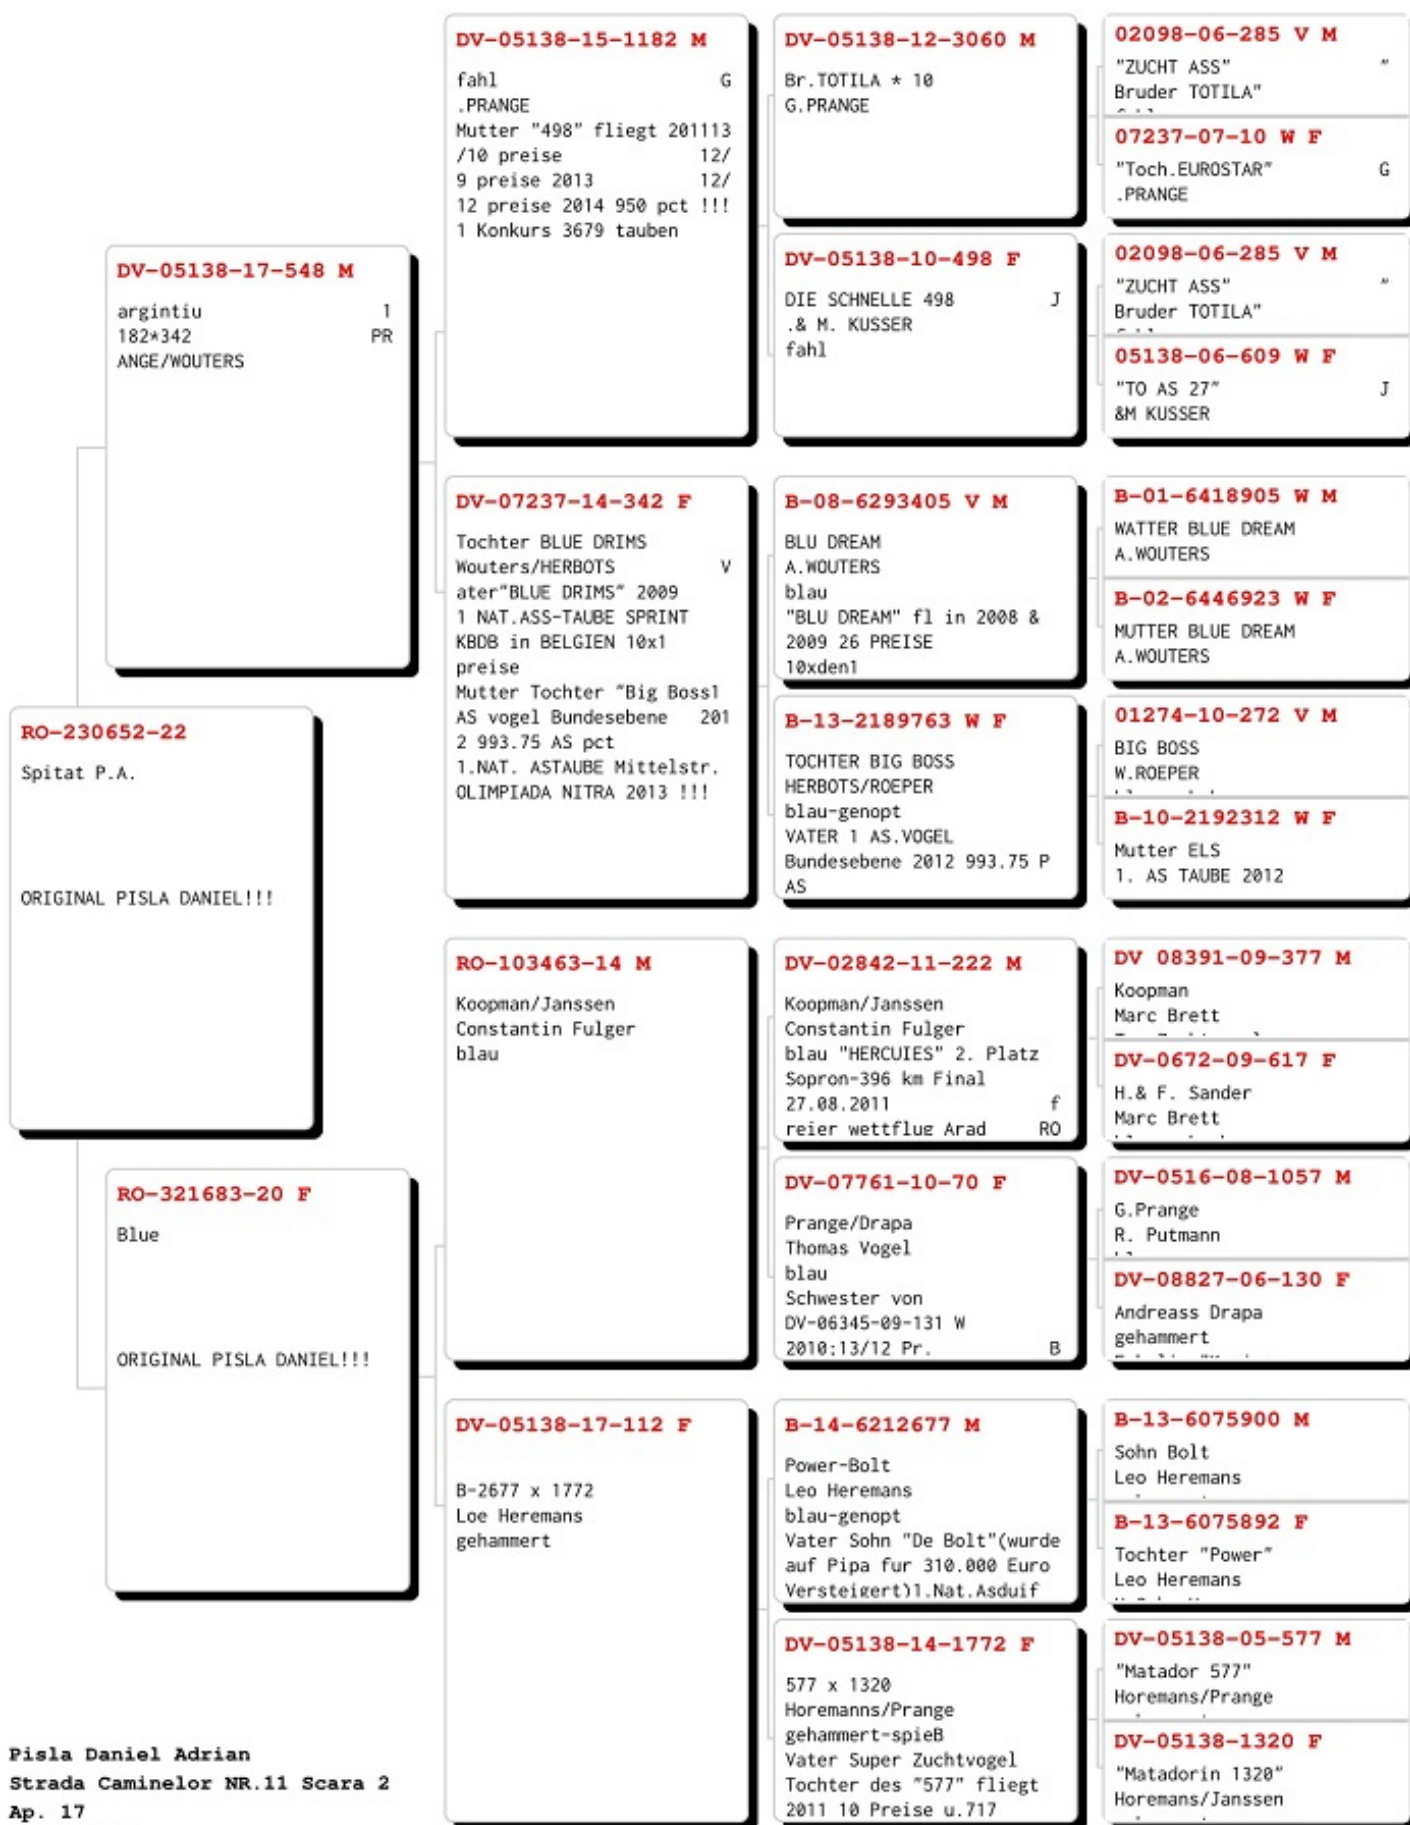 RO-230652-22
Spitat P.A.
ORIGINAL PISLA DANIEL!!!
DV-05138-17-548 M
argintiu 1
182*342 PR
ANGE/WOUTERS
RO-321683-20 F
Blue
ORIGINAL PISLA DANIEL!!!
DV-05138-15-1182 M
fahl G
.PRANGE
Mutter "498" fliegt 201113
/10 preise 12/
9 preise 2013 12/
12 preise 2014 950 pct !!!
1 Konkurs 3679 tauben
DV-07237-14-342 F
Tochter BLUE DRIMS
Wouters/HERBOTS V
ater"BLUE DRIMS" 2009
1 NAT.ASS-TAUBE SPRINT
KBDB in BELGIEN 10x1
preise
Mutter Tochter "Big Boss1
AS vogel Bundesebene 201
2 993.75 AS pct
1.NAT. ASTAUBE Mittelstr.
OLIMPIADA NITRA 2013 !!!
RO-103463-14 M
Koopman/Janssen
Constantin Fulger
blau
DV-05138-17-112 F
B-2677 x 1772
Loe Heremans
gehammert
DV-05138-12-3060 M
Br.TOTILA * 10
G.PRANGE
DV-05138-10-498 F
DIE SCHNELLE 498 J
.& M. KUSSER
fahl
B-08-6293405 V M
BLU DREAM
A.WOUTERS
blau
"BLU DREAM" fl in 2008 &
2009 26 PREISE
10xden1
B-13-2189763 W F
TOCHTER BIG BOSS
HERBOTS/ROEPER
blau-genopt
VATER 1 AS.VOGEL
Bundesebene 2012 993.75 P
AS
DV-02842-11-222 M
Koopman/Janssen
Constantin Fulger
blau "HERCUIES" 2. Platz
Sopron-396 km Final
27.08.2011 f
reier wettflug Arad RO
DV-07761-10-70 F
Prange/Drapa
Thomas Vogel
blau
Schwester von
DV-06345-09-131 W
2010:13/12 Pr. B
B-14-6212677 M
Power-Bolt
Leo Heremans
blau-genopt
Vater Sohn "De Bolt"(wurde
auf Pipa fur 310.000 Euro
Versteigert)1.Nat.Asduif
DV-05138-14-1772 F
577 x 1320
Horemanns/Prange
gehammert-spieB
Vater Super Zuchtvogel
Tochter des "577" fliegt
2011 10 Preise u.717
02098-06-285 V M
"ZUCHT ASS" "
Bruder TOTILA"
07237-07-10 W F
"Toch.EUROSTAR" G
.PRANGE
02098-06-285 V M
"ZUCHT ASS" "
Bruder TOTILA"
05138-06-609 W F
"TO AS 27" J
&M KUSSER
B-01-6418905 W M
WATTER BLUE DREAM
A.WOUTERS
B-02-6446923 W F
MUTTER BLUE DREAM
A.WOUTERS
01274-10-272 V M
BIG BOSS
W.ROEPER
B-10-2192312 W F
Mutter ELS
1. AS TAUBE 2012
DV 08391-09-377 M
Koopman
Marc Brett
DV-0672-09-617 F
H.& F. Sander
Marc Brett
DV-0516-08-1057 M
G.Prange
R. Putmann
DV-08827-06-130 F
Andreass Drapa
gehammert
B-13-6075900 M
Sohn Bolt
Leo Heremans
B-13-6075892 F
Tochter "Power"
Leo Heremans
DV-05138-05-577 M
"Matador 577"
Horemans/Prange
DV-05138-1320 F
"Matadorin 1320"
Horemans/Janssen
Pisla Daniel Adrian
Strada Caminelor NR.11 Scara 2
Ap. 17